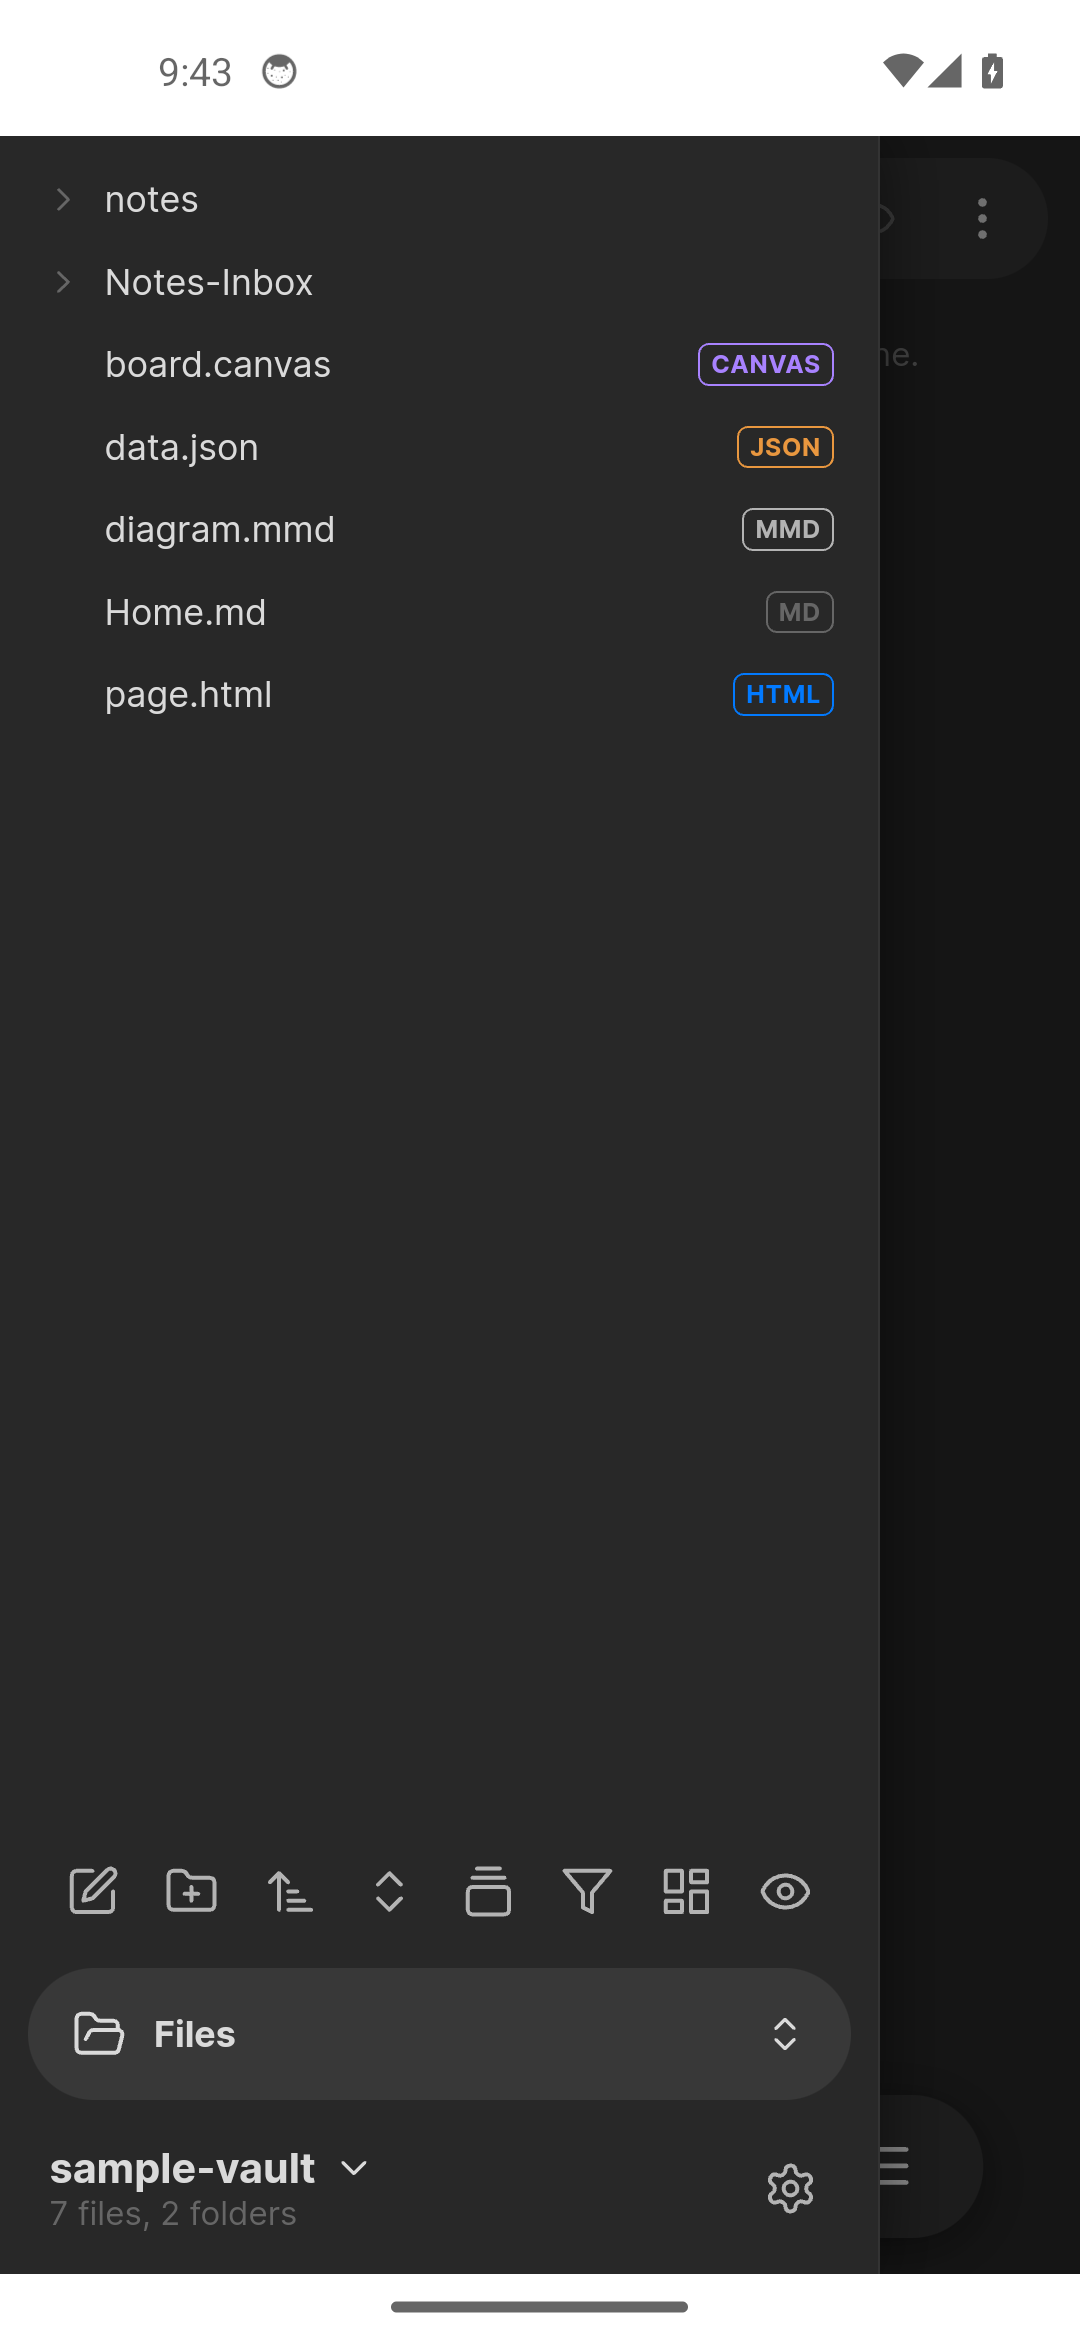 9:43
notes
Notes-Inbox
board.canvas CANVAS
data.json JSON
diagram.mmd MMD
Home.md MD
page.html HTML
Files
sample-vault
7 files, 2 folders